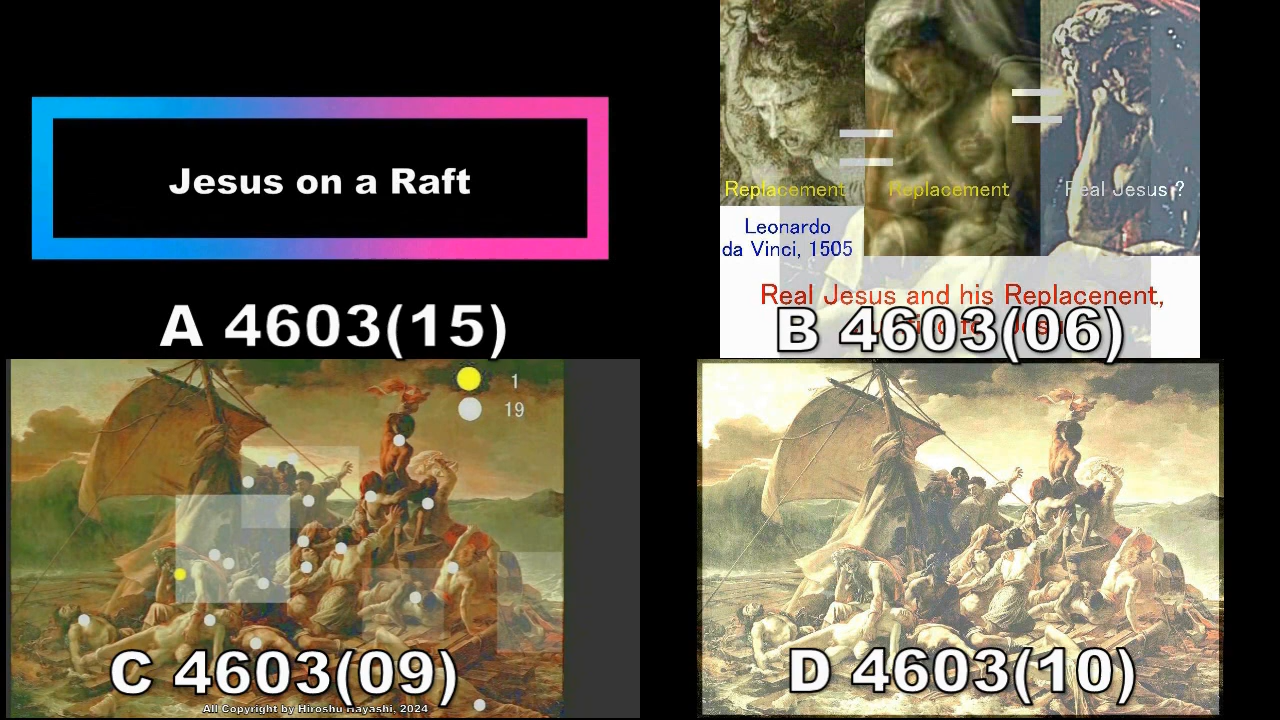 Jesus on a Raft
A 4603(15)
Replacement
Replacement
Real Jesus ?
Leonardo
da Vinci, 1505
Real Jesus and his Replacenent,
B 4603(06)
1
19
C 4603(09)
All Copyright by Hiroshu Hayashi, 2024
D 4603(10)